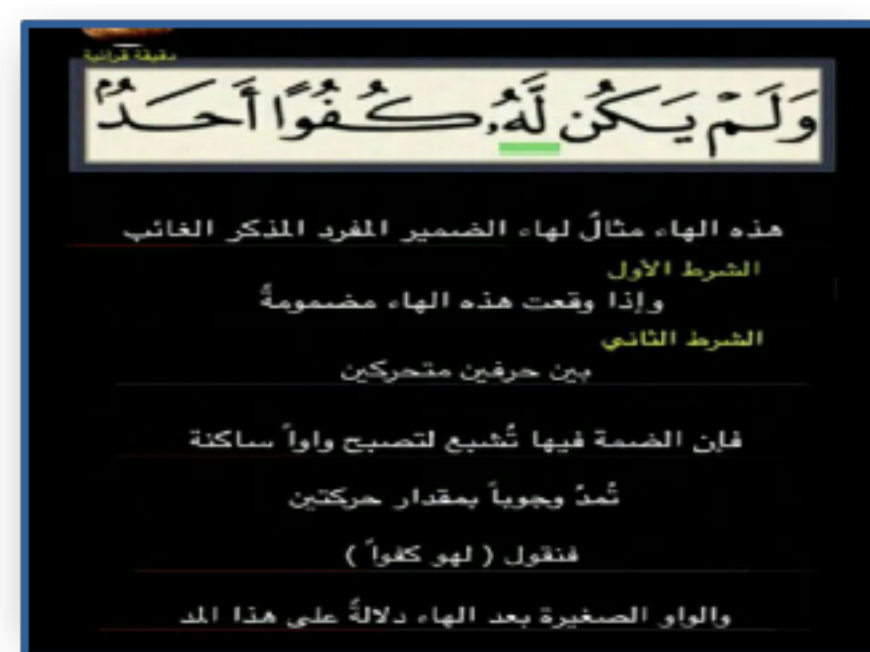 دقيقة قرآنية
وَلَمْ يَكُن لَّهُۥ كُفُوًا أَحَدٌۢ
هذه الهاء مثالٌ لهاء الضمير المفرد المذكر الغائب
الشرط الأول
وإذا وقعت هذه الهاء مضمومةً
الشرط الثاني
بين حرفين متحركين
فإن الضمة فيها تُشبع لتصبح واواً ساكنة
تُمدّ وجوباً بمقدار حركتين
فنقول ( لهو كفواً )
والواو الصغيرة بعد الهاء دلالةً على هذا المد